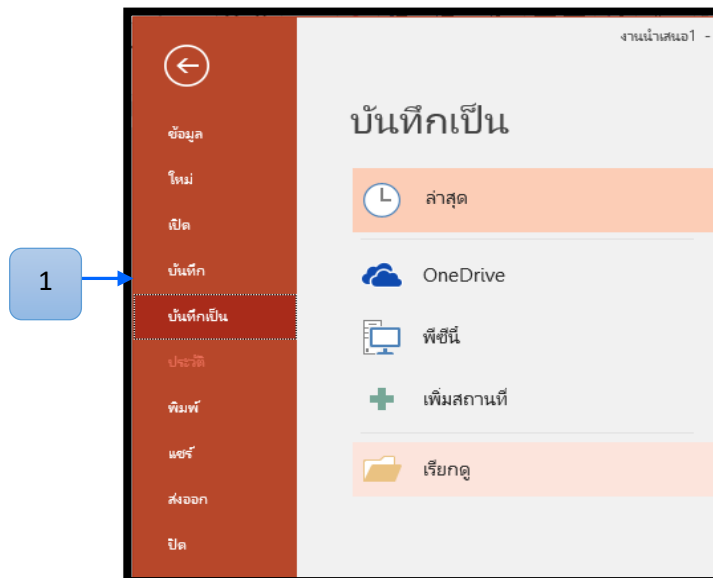 งานนำเสนอ1 -
บันทึกเป็น
ข้อมูล
ใหม่
เปิด
บันทึก
บันทึกเป็น
ประวัติ
พิมพ์
แชร์
ส่งออก
ปิด
1
ล่าสุด
OneDrive
พีซีนี้
เพิ่มสถานที่
เรียกดู